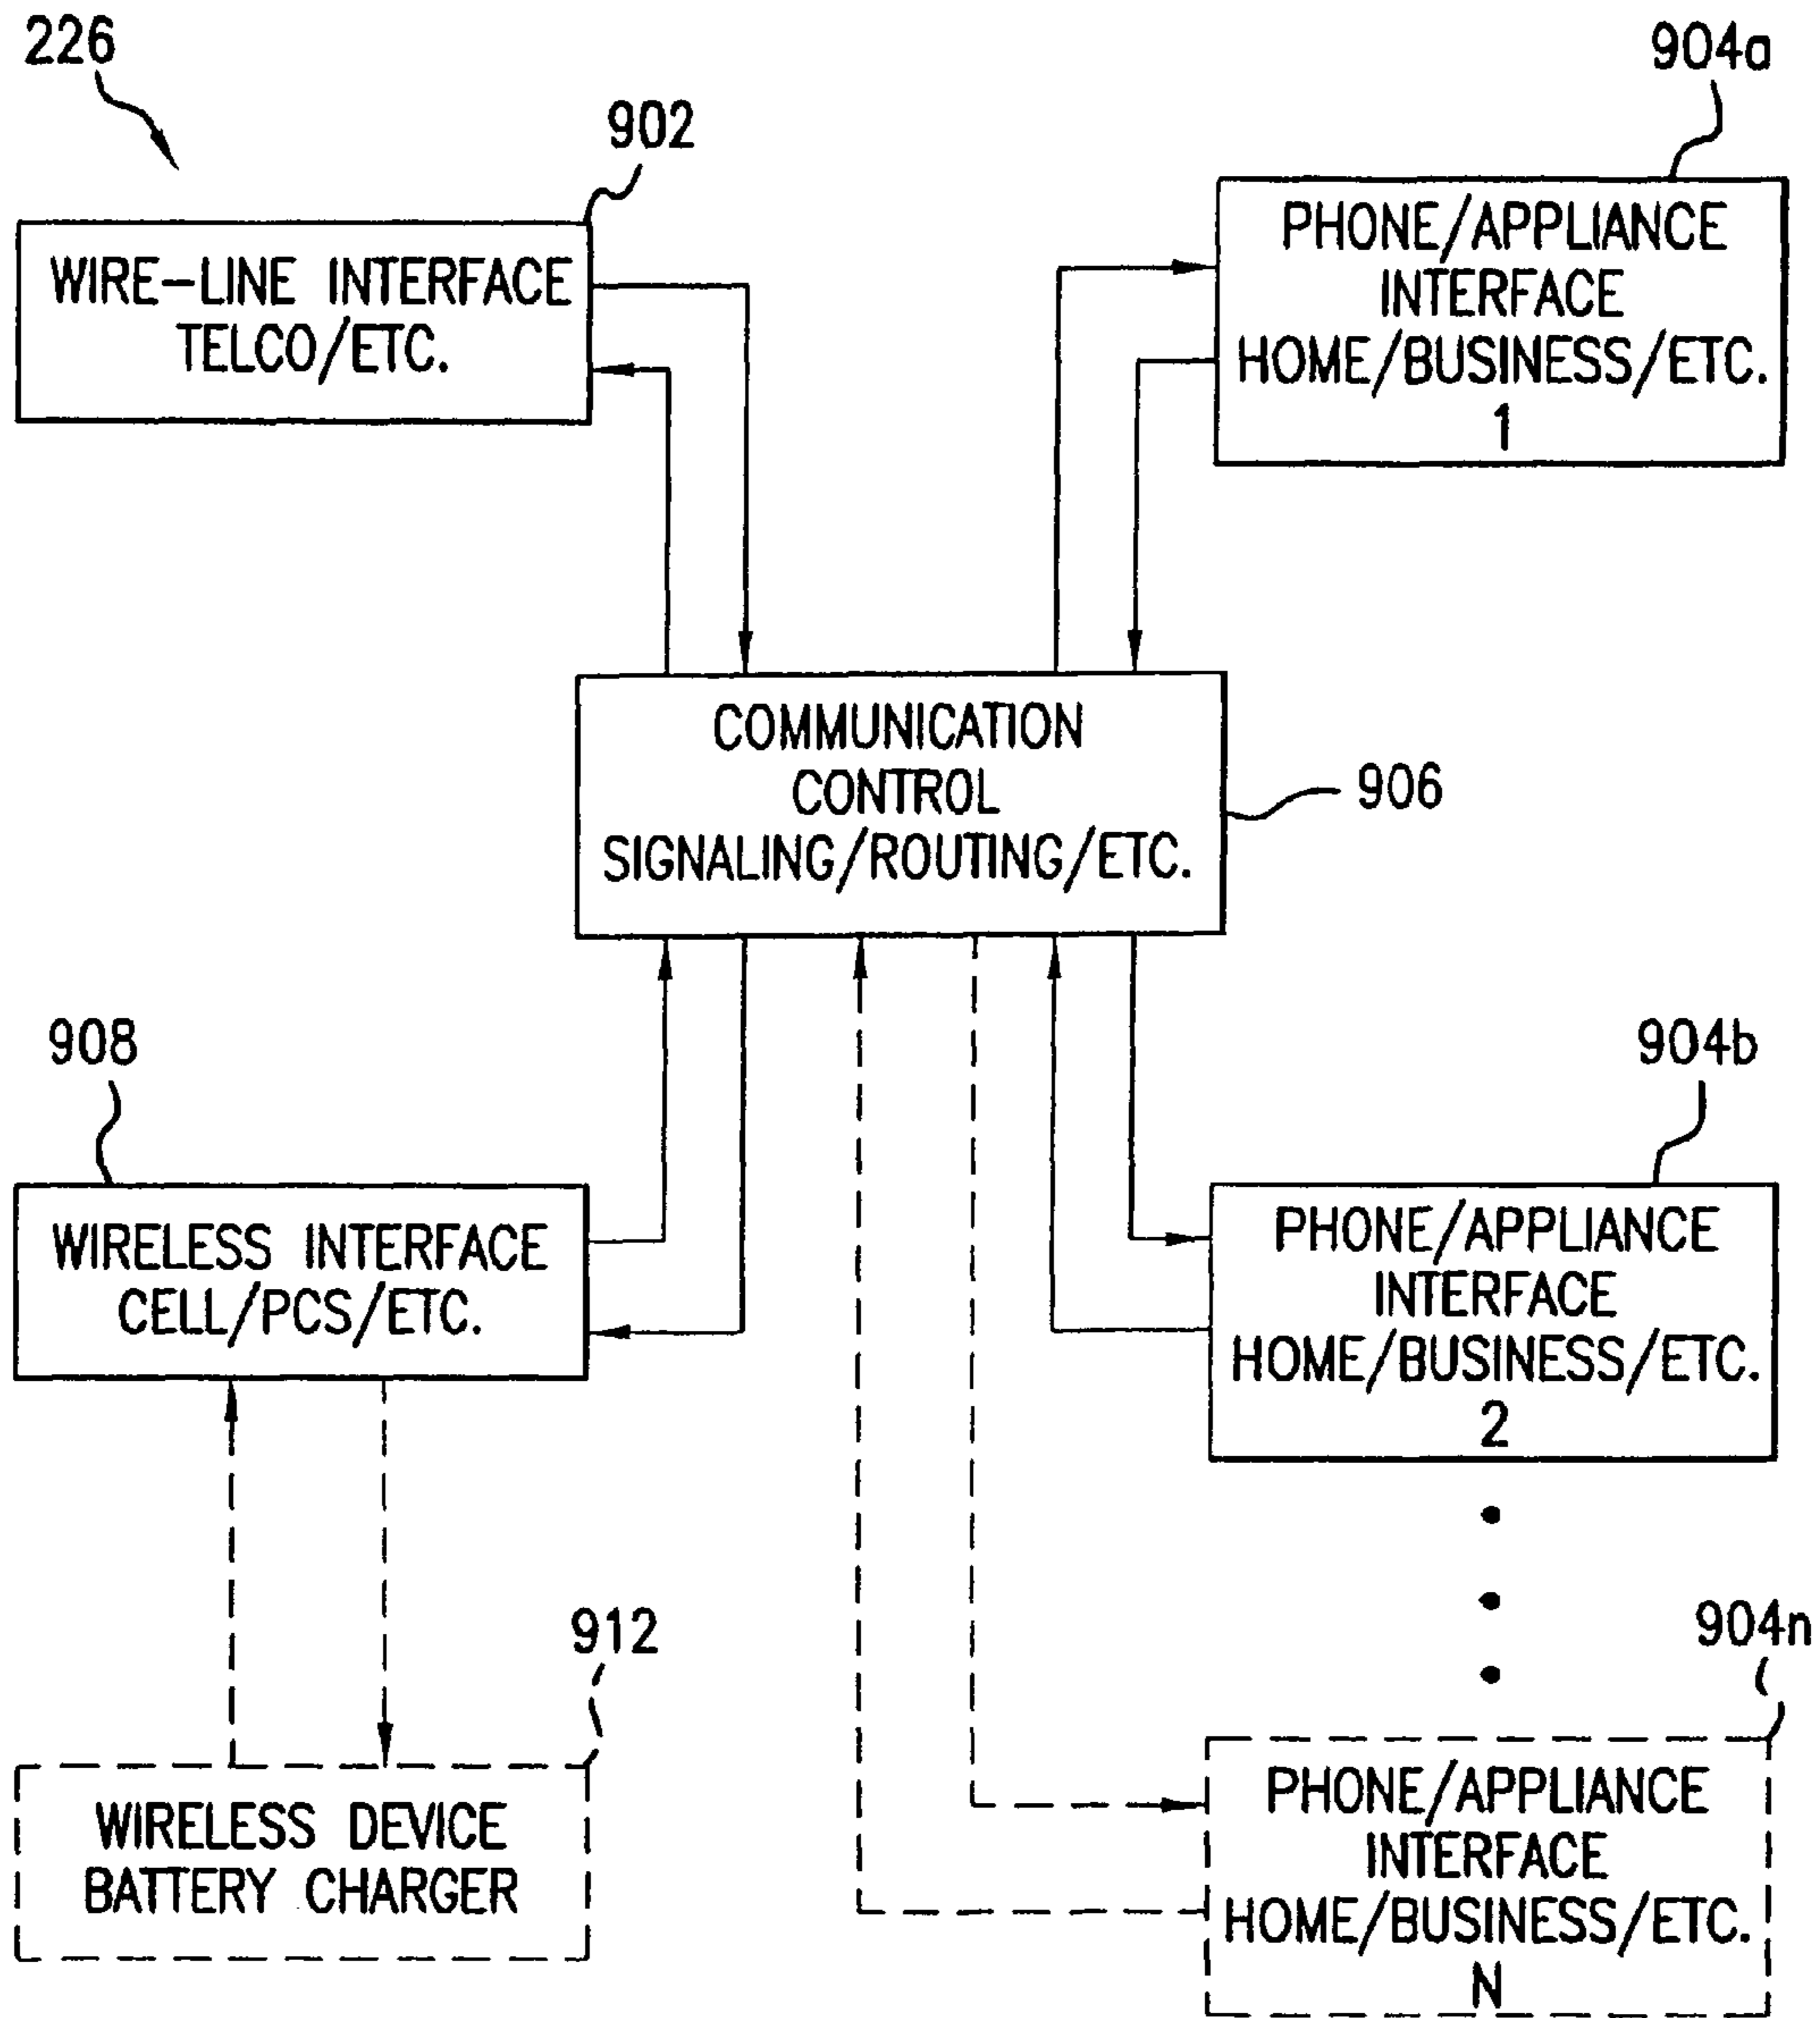 226
902
904a
WIRE-LINE INTERFACE
TELCO/ETC.
PHONE/APPLIANCE
INTERFACE
HOME/BUSINESS/ETC.
1
COMMUNICATION
CONTROL
SIGNALING/ROUTING/ETC.
906
908
904b
WIRELESS INTERFACE
CELL/PCS/ETC.
PHONE/APPLIANCE
INTERFACE
HOME/BUSINESS/ETC.
2
912
904n
WIRELESS DEVICE
BATTERY CHARGER
PHONE/APPLIANCE
INTERFACE
HOME/BUSINESS/ETC.
N